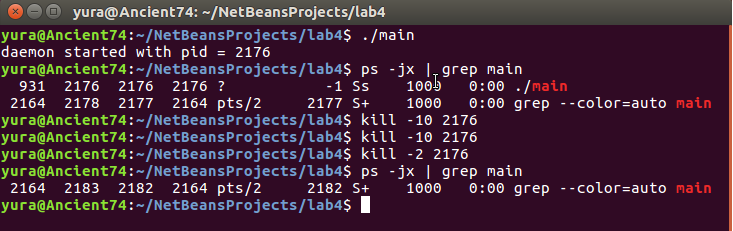 yura@Ancient74: ~/NetBeansProjects/lab4
yura@Ancient74:~/NetBeansProjects/lab4$ ./main
daemon started with pid = 2176
yura@Ancient74:~/NetBeansProjects/lab4$ ps -jx | grep main
  931  2176  2176  2176 ?           -1 Ss    1000   0:00 ./main
 2164  2178  2177  2164 pts/2     2177 S+    1000   0:00 grep --color=auto main
yura@Ancient74:~/NetBeansProjects/lab4$ kill -10 2176
yura@Ancient74:~/NetBeansProjects/lab4$ kill -10 2176
yura@Ancient74:~/NetBeansProjects/lab4$ kill -2 2176
yura@Ancient74:~/NetBeansProjects/lab4$ ps -jx | grep main
 2164  2183  2182  2164 pts/2     2182 S+    1000   0:00 grep --color=auto main
yura@Ancient74:~/NetBeansProjects/lab4$